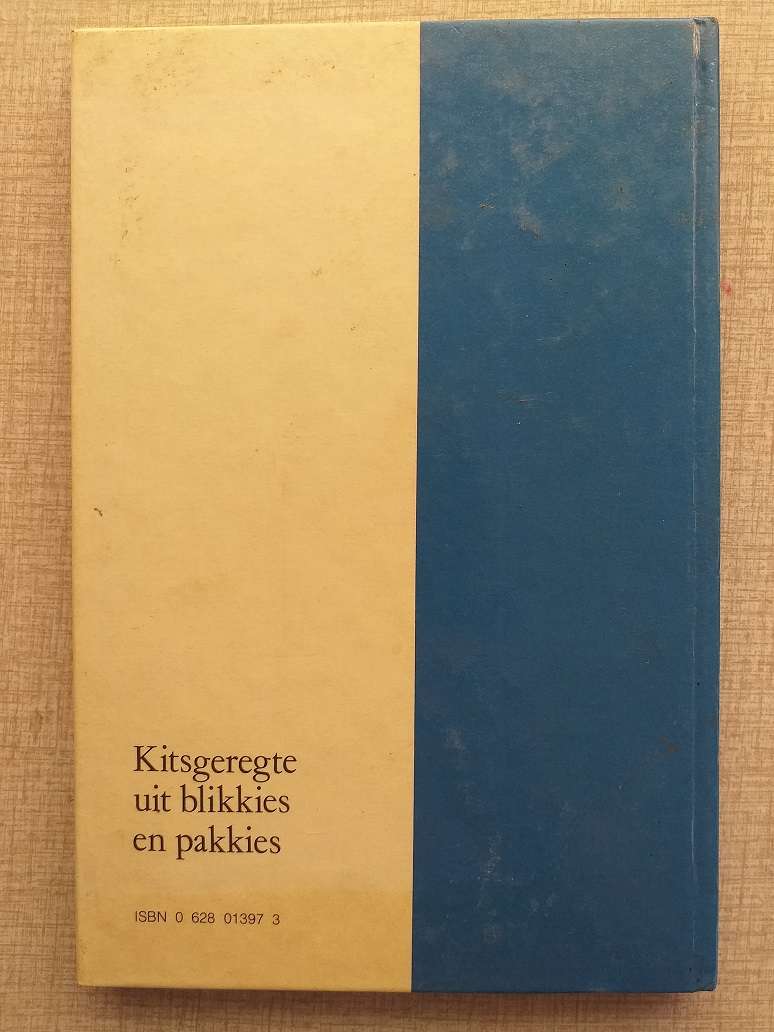 Kitsgeregte
uit blikkies
en pakkies
ISBN 0 628 01397 3